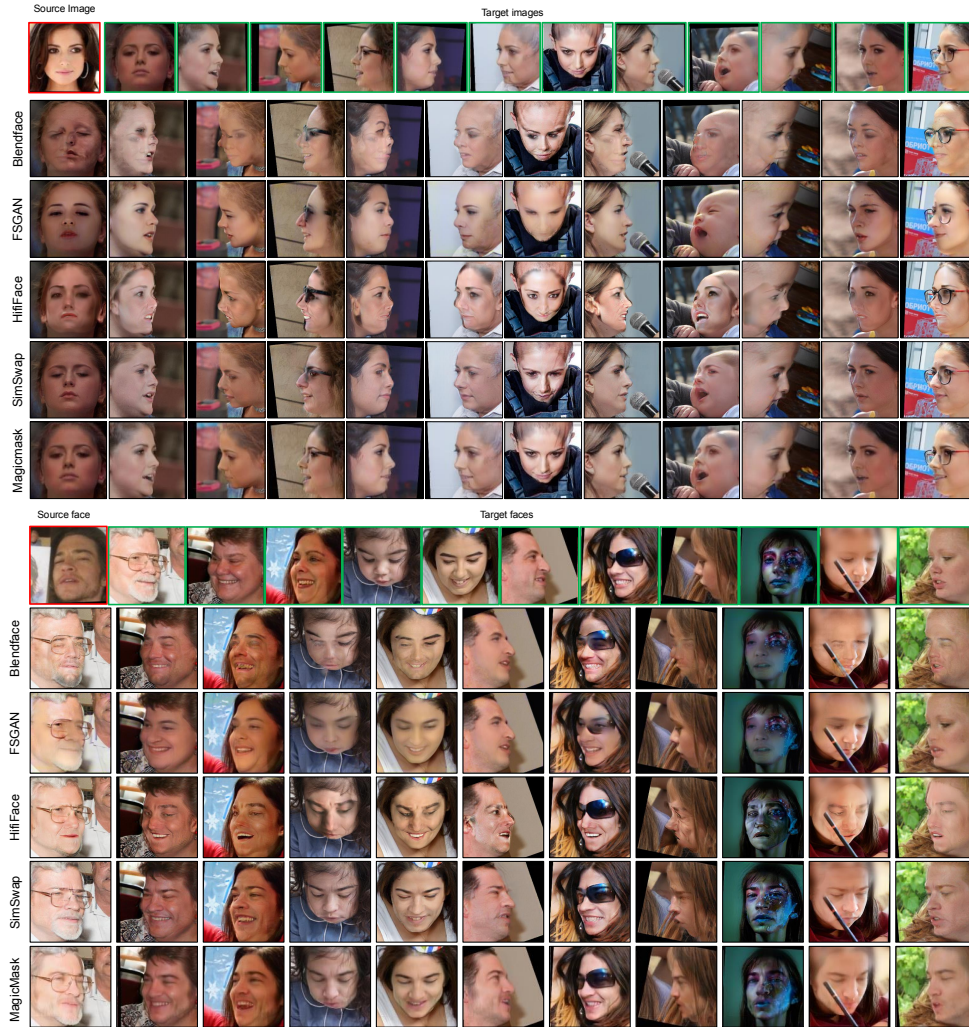 Source Image
Target images
Blendface
FSGAN
HifiFace
SimSwap
Magicmask
Source face
Target faces
Blendface
FSGAN
HifiFace
SimSwap
MagicMask